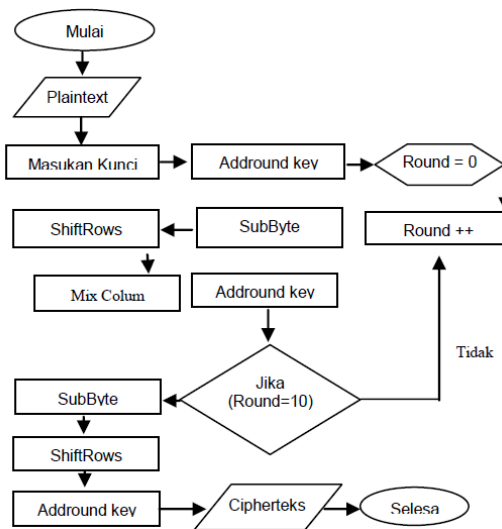 Mulai
Plaintext
Masukan Kunci
Addround key
Round = 0
ShiftRows
SubByte
Round ++
Mix Colum
Addround key
Tidak
Jika
(Round=10)
SubByte
ShiftRows
Addround key
Cipherteks
Selesa